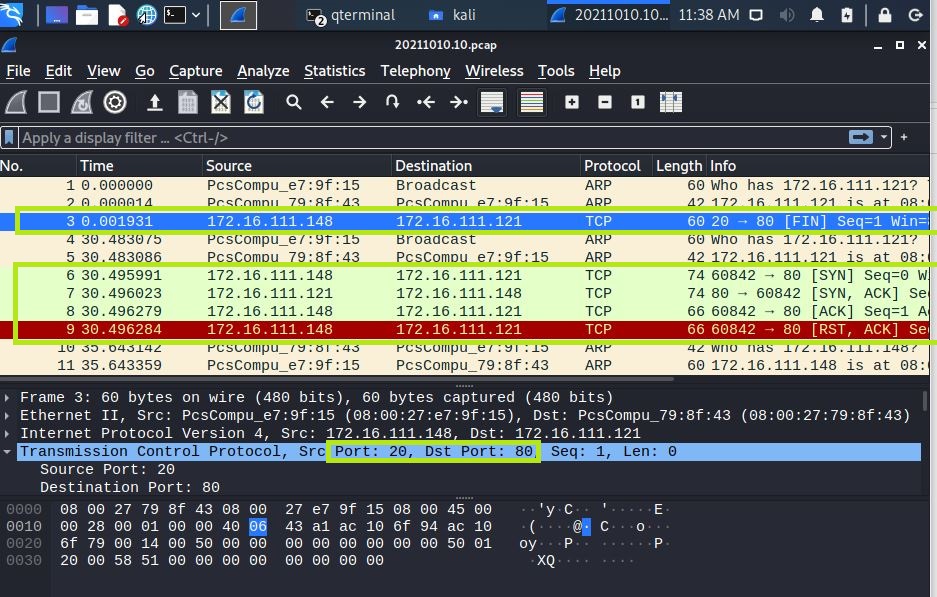 2 qterminal kali 20211010.10... 11:38 AM
20211010.10.pcap
File Edit View Go Capture Analyze Statistics Telephony Wireless Tools Help
Apply a display filter … <Ctrl-/>
No. Time Source Destination Protocol Length Info
1 0.000000 PcsCompu_e7:9f:15 Broadcast ARP 60 Who has 172.16.111.121?
2 0.000014 PcsCompu_79:8f:43 PcsCompu_e7:9f:15 ARP 42 172.16.111.121 is at 08:
3 0.001931 172.16.111.148 172.16.111.121 TCP 60 20 → 80 [FIN] Seq=1 Win=
4 30.483075 PcsCompu_e7:9f:15 Broadcast ARP 60 Who has 172.16.111.121?
5 30.483086 PcsCompu_79:8f:43 PcsCompu_e7:9f:15 ARP 42 172.16.111.121 is at 08:
6 30.495991 172.16.111.148 172.16.111.121 TCP 74 60842 → 80 [SYN] Seq=0 W
7 30.496023 172.16.111.121 172.16.111.148 TCP 74 80 → 60842 [SYN, ACK] Se
8 30.496279 172.16.111.148 172.16.111.121 TCP 66 60842 → 80 [ACK] Seq=1 A
9 30.496284 172.16.111.148 172.16.111.121 TCP 66 60842 → 80 [RST, ACK] Se
10 35.643142 PcsCompu_79:8f:43 PcsCompu_e7:9f:15 ARP 42 Who has 172.16.111.148?
11 35.643359 PcsCompu_e7:9f:15 PcsCompu_79:8f:43 ARP 60 172.16.111.148 is at 08:
Frame 3: 60 bytes on wire (480 bits), 60 bytes captured (480 bits)
Ethernet II, Src: PcsCompu_e7:9f:15 (08:00:27:e7:9f:15), Dst: PcsCompu_79:8f:43 (08:00:27:79:8f:43)
Internet Protocol Version 4, Src: 172.16.111.148, Dst: 172.16.111.121
Transmission Control Protocol, Src Port: 20, Dst Port: 80, Seq: 1, Len: 0
Source Port: 20
Destination Port: 80
0000 08 00 27 79 8f 43 08 00 27 e7 9f 15 08 00 45 00 ··'y·C·· '·····E·
0010 00 28 00 01 00 00 40 06 43 a1 ac 10 6f 94 ac 10 ·(····@· C···o···
0020 6f 79 00 14 00 50 00 00 00 00 00 00 00 00 50 01 oy···P·· ······P·
0030 20 00 58 51 00 00 00 00 00 00 00 00 ·XQ···· ····